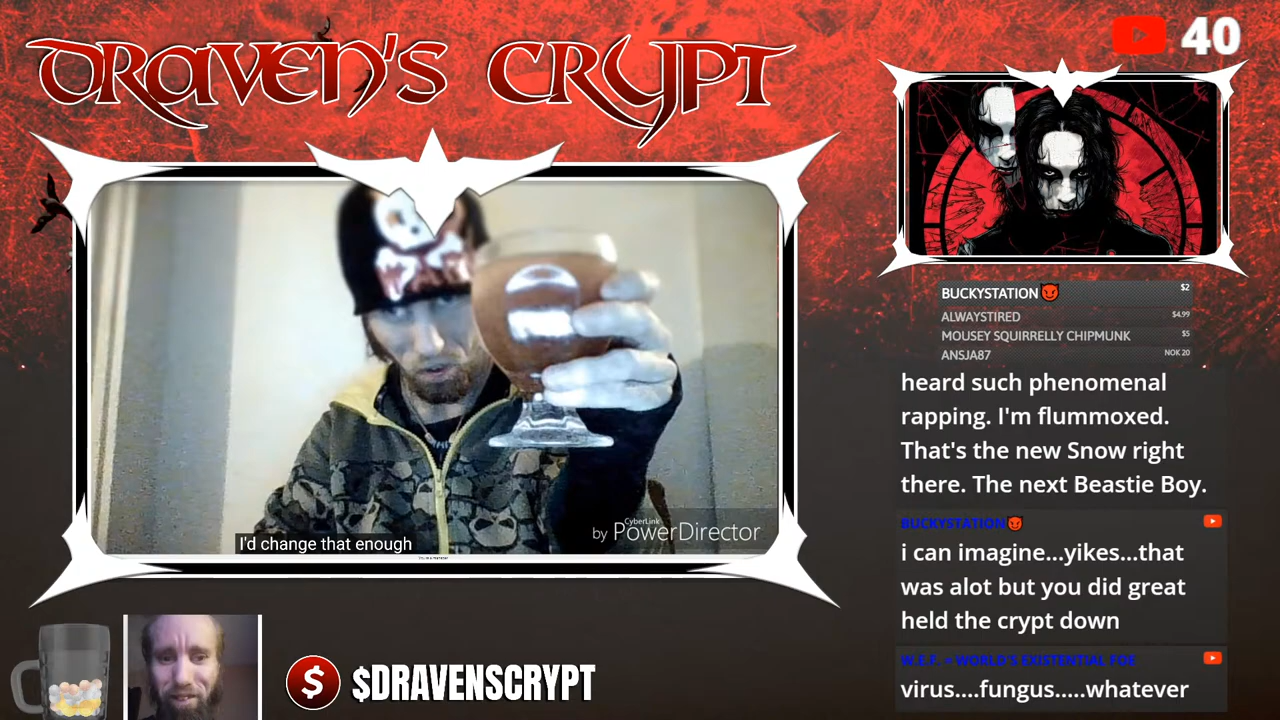 DRAVEN'S CRYPT
40
BUCKYSTATION $2
ALWAYSTIRED $4.99
MOUSEY SQUIRRELLY CHIPMUNK $5
ANSJA87 NOK 20
heard such phenomenal
rapping. I'm flummoxed.
That's the new Snow right
there. The next Beastie Boy.
BUCKYSTATION
i can imagine...yikes...that
was alot but you did great
held the crypt down
W.E.F. = WORLD'S EXISTENTIAL FOE
virus....fungus.....whatever
I'd change that enough
by CyberLink PowerDirector
$ $DRAVENSCRYPT